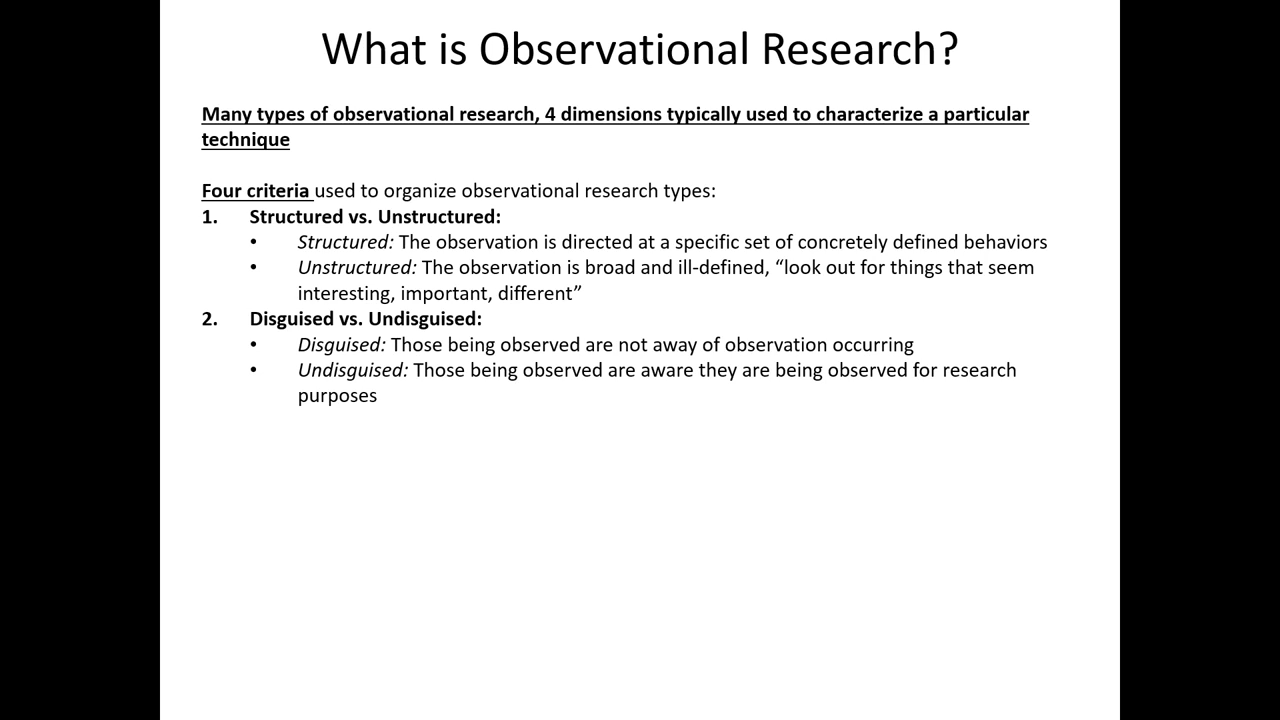 What is Observational Research?
Many types of observational research, 4 dimensions typically used to characterize a particular
technique
Four criteria used to organize observational research types:
1. Structured vs. Unstructured:
• Structured: The observation is directed at a specific set of concretely defined behaviors
• Unstructured: The observation is broad and ill-defined, “look out for things that seem
interesting, important, different”
2. Disguised vs. Undisguised:
• Disguised: Those being observed are not away of observation occurring
• Undisguised: Those being observed are aware they are being observed for research
purposes